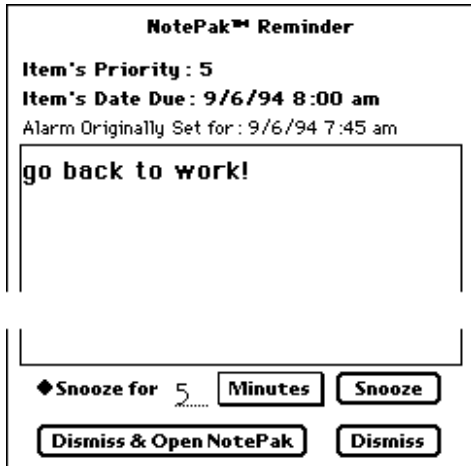 NotePak™ Reminder
Item's Priority : 5
Item's Date Due : 9/6/94 8:00 am
Alarm Originally Set for : 9/6/94 7:45 am
go back to work!
◆Snooze for 5 Minutes Snooze
Dismiss & Open NotePak Dismiss